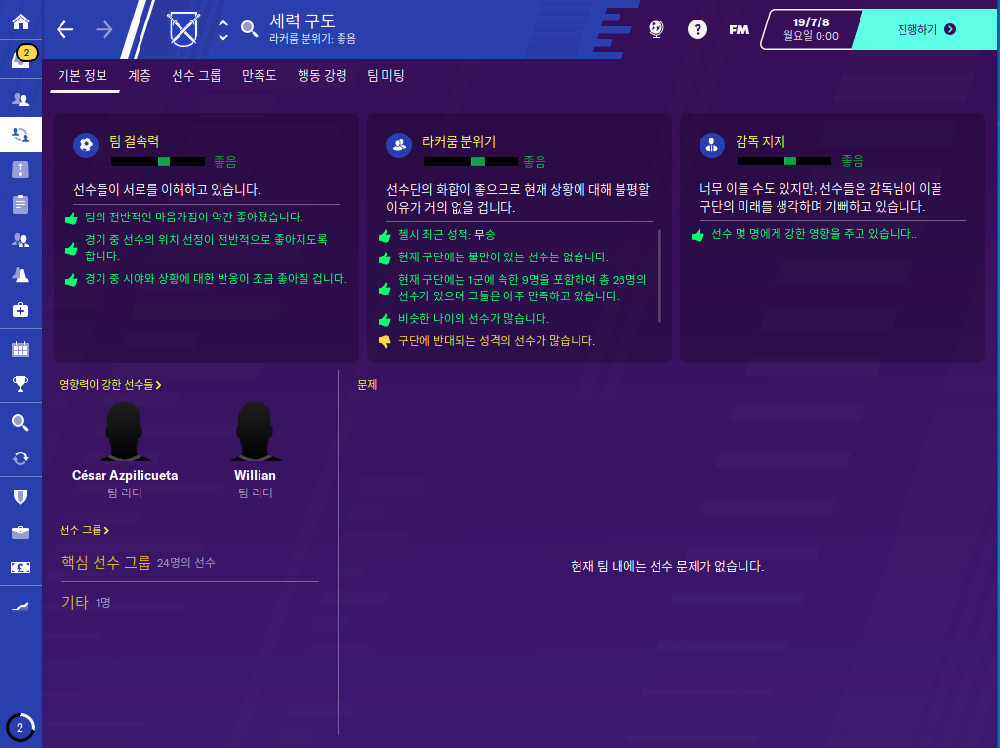 세력 구도
라커룸 분위기: 좋음
FM
19/7/8
월요일 0:00
진행하기
2
기본 정보
계층
선수 그룹
만족도
행동 강령
팀 미팅
팀 결속력
좋음
선수들이 서로를 이해하고 있습니다.
팀의 전반적인 마음가짐이 약간 좋아졌습니다.
경기 중 선수의 위치 선정이 전반적으로 좋아지도록
합니다.
경기 중 시야와 상황에 대한 반응이 조금 좋아질 겁니다.
라커룸 분위기
좋음
선수단의 화합이 좋으므로 현재 상황에 대해 불평할
이유가 거의 없을 겁니다.
첼시 최근 성적: 무승
현재 구단에는 불만이 있는 선수는 없습니다.
현재 구단에는 1군에 속한 9명을 포함하여 총 26명의
선수가 있으며 그들은 아주 만족하고 있습니다.
비슷한 나이의 선수가 많습니다.
구단에 반대되는 성격의 선수가 많습니다.
감독 지지
좋음
너무 이를 수도 있지만, 선수들은 감독님이 이끌
구단의 미래를 생각하며 기뻐하고 있습니다.
선수 몇 명에게 강한 영향을 주고 있습니다..
영향력이 강한 선수들
César Azpilicueta
팀 리더
Willian
팀 리더
선수 그룹
핵심 선수 그룹 24명의 선수
기타 1명
문제
현재 팀 내에는 선수 문제가 없습니다.
2